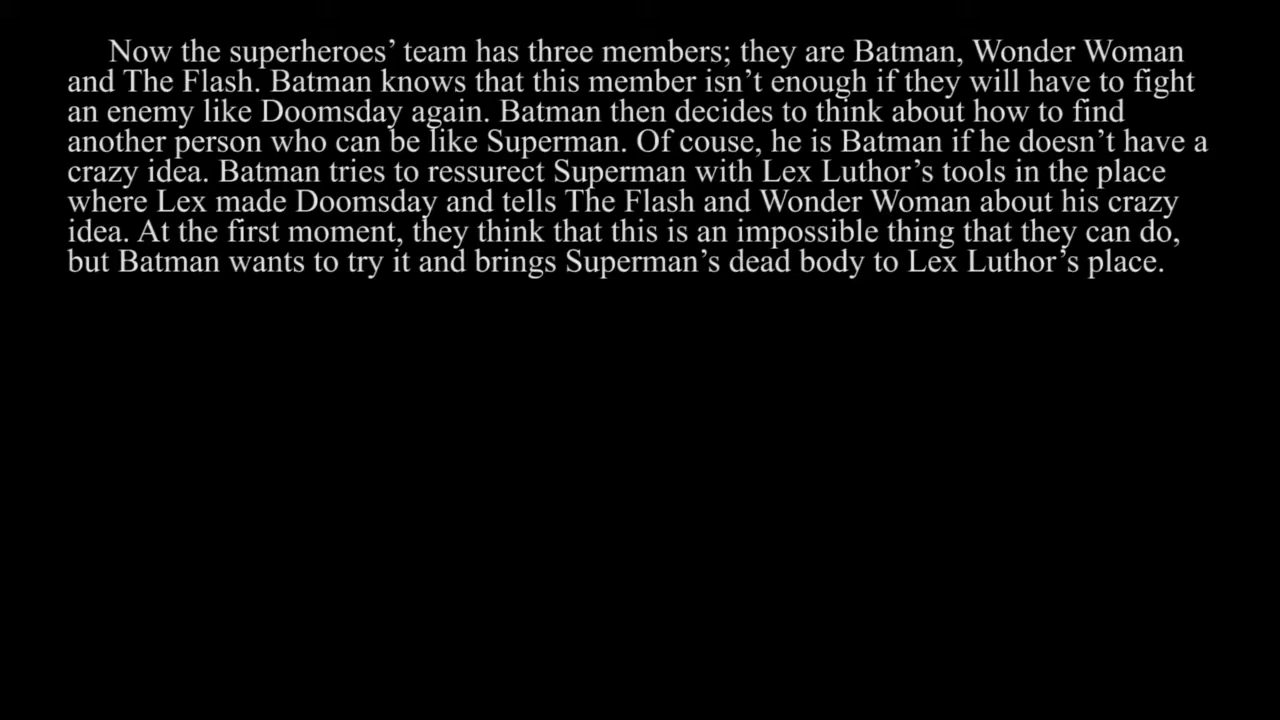 Now the superheroes’ team has three members; they are Batman, Wonder Woman
and The Flash. Batman knows that this member isn’t enough if they will have to fight
an enemy like Doomsday again. Batman then decides to think about how to find
another person who can be like Superman. Of couse, he is Batman if he doesn’t have a
crazy idea. Batman tries to ressurect Superman with Lex Luthor’s tools in the place
where Lex made Doomsday and tells The Flash and Wonder Woman about his crazy
idea. At the first moment, they think that this is an impossible thing that they can do,
but Batman wants to try it and brings Superman’s dead body to Lex Luthor’s place.